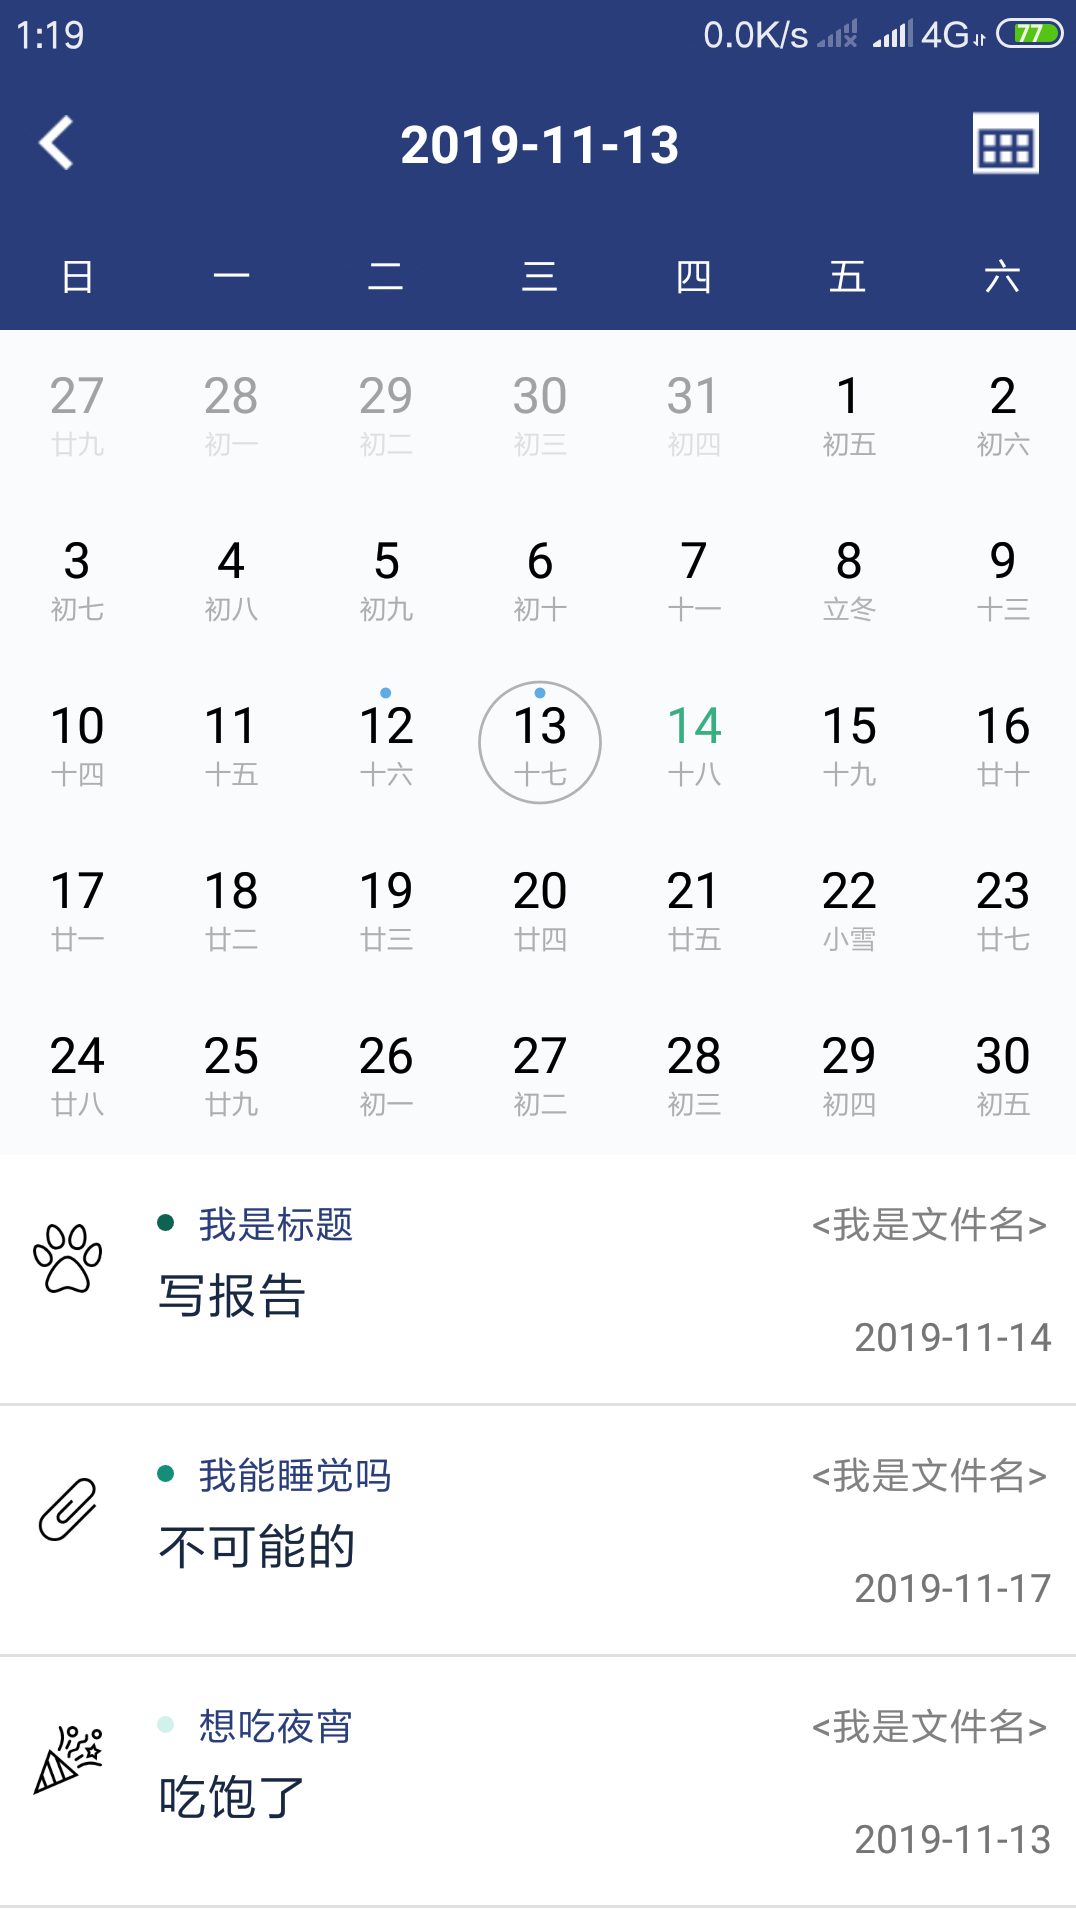 1:19 0.0K/s 4G 77
2019-11-13
日 一 二 三 四 五 六
27 28 29 30 31 1 2
廿九 初一 初二 初三 初四 初五 初六
3 4 5 6 7 8 9
初七 初八 初九 初十 十一 立冬 十三
10 11 12 13 14 15 16
十四 十五 十六 十七 十八 十九 廿十
17 18 19 20 21 22 23
廿一 廿二 廿三 廿四 廿五 小雪 廿七
24 25 26 27 28 29 30
廿八 廿九 初一 初二 初三 初四 初五
我是标题 <我是文件名>
写报告
2019-11-14
我能睡觉吗 <我是文件名>
不可能的
2019-11-17
想吃夜宵 <我是文件名>
吃饱了
2019-11-13